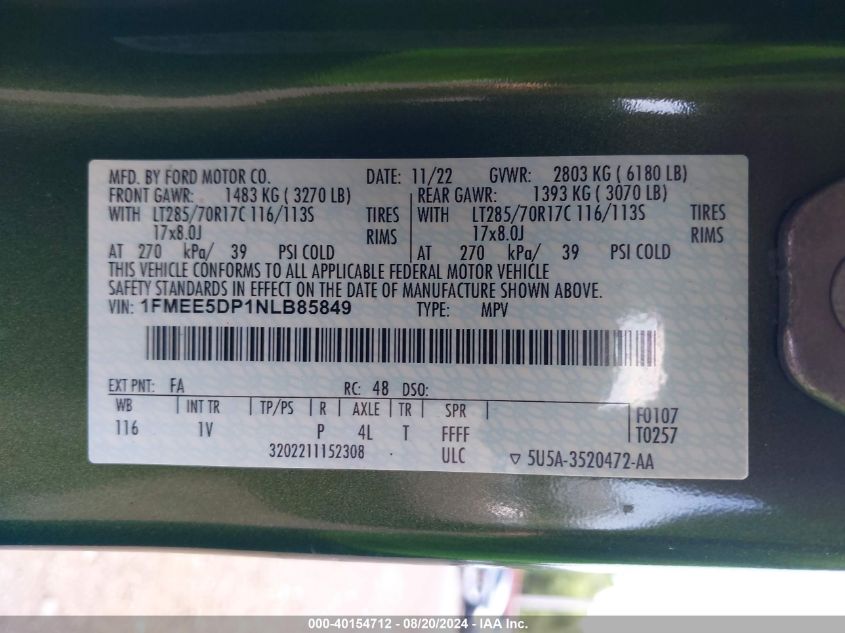 MFD. BY FORD MOTOR CO. DATE: 11/22 GVWR: 2803 KG ( 6180 LB)
FRONT GAWR: 1483 KG ( 3270 LB) REAR GAWR: 1393 KG ( 3070 LB)
WITH LT285/70R17C 116/113S TIRES WITH LT285/70R17C 116/113S TIRES
17x8.0J RIMS 17x8.0J RIMS
AT 270 kPa/ 39 PSI COLD AT 270 kPa/ 39 PSI COLD
THIS VEHICLE CONFORMS TO ALL APPLICABLE FEDERAL MOTOR VEHICLE
SAFETY STANDARDS IN EFFECT ON THE DATE OF MANUFACTURE SHOWN ABOVE.
VIN: 1FMEE5DP1NLB85849 TYPE: MPV
EXT PNT: FA RC: 48 DSO:
WB INT TR TP/PS R AXLE TR SPR F0107
116 1V P 4L T FFFF T0257
3202211152308 ULC ▽ 5U5A-3520472-AA
000-40154712 - 08/20/2024 - IAA Inc.